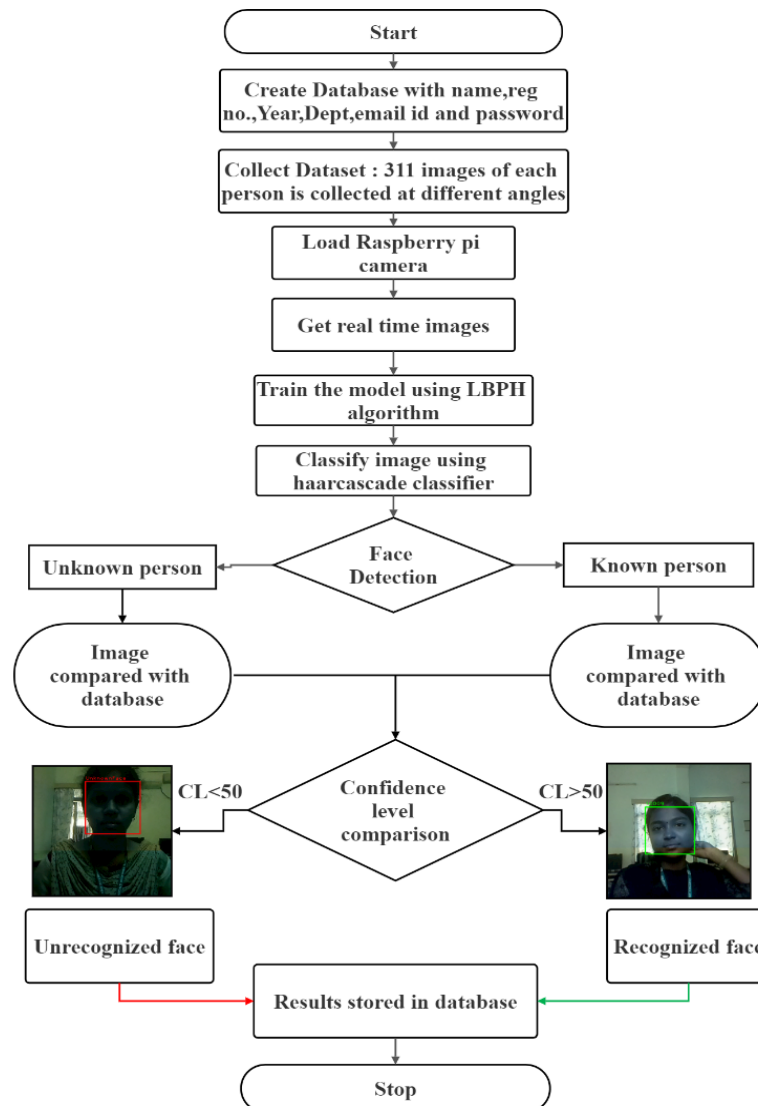 Start
Create Database with name,reg
no.,Year,Dept,email id and password
Collect Dataset : 311 images of each
person is collected at different angles
Load Raspberry pi
camera
Get real time images
Train the model using LBPH
algorithm
Classify image using
haarcascade classifier
Face
Detection
Unknown person
Known person
Image
compared with
database
Image
compared with
database
CL<50
Confidence
level
comparison
CL>50
Unrecognized face
Recognized face
Results stored in database
Stop